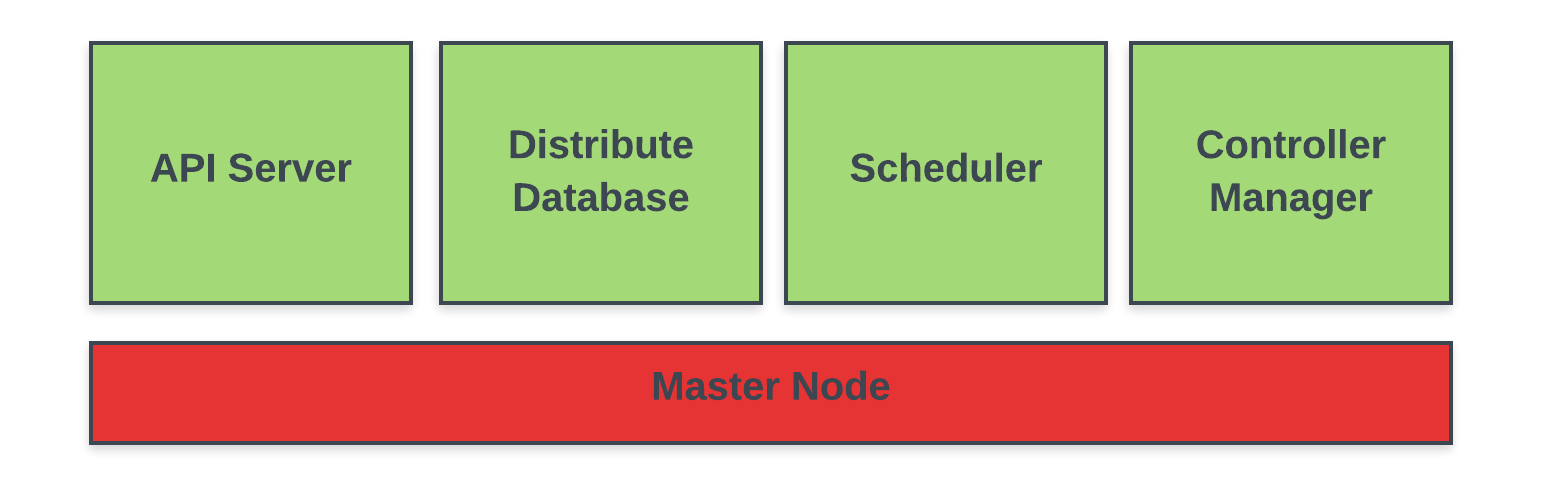 API Server
Distribute
Database
Scheduler
Controller
Manager
Master Node